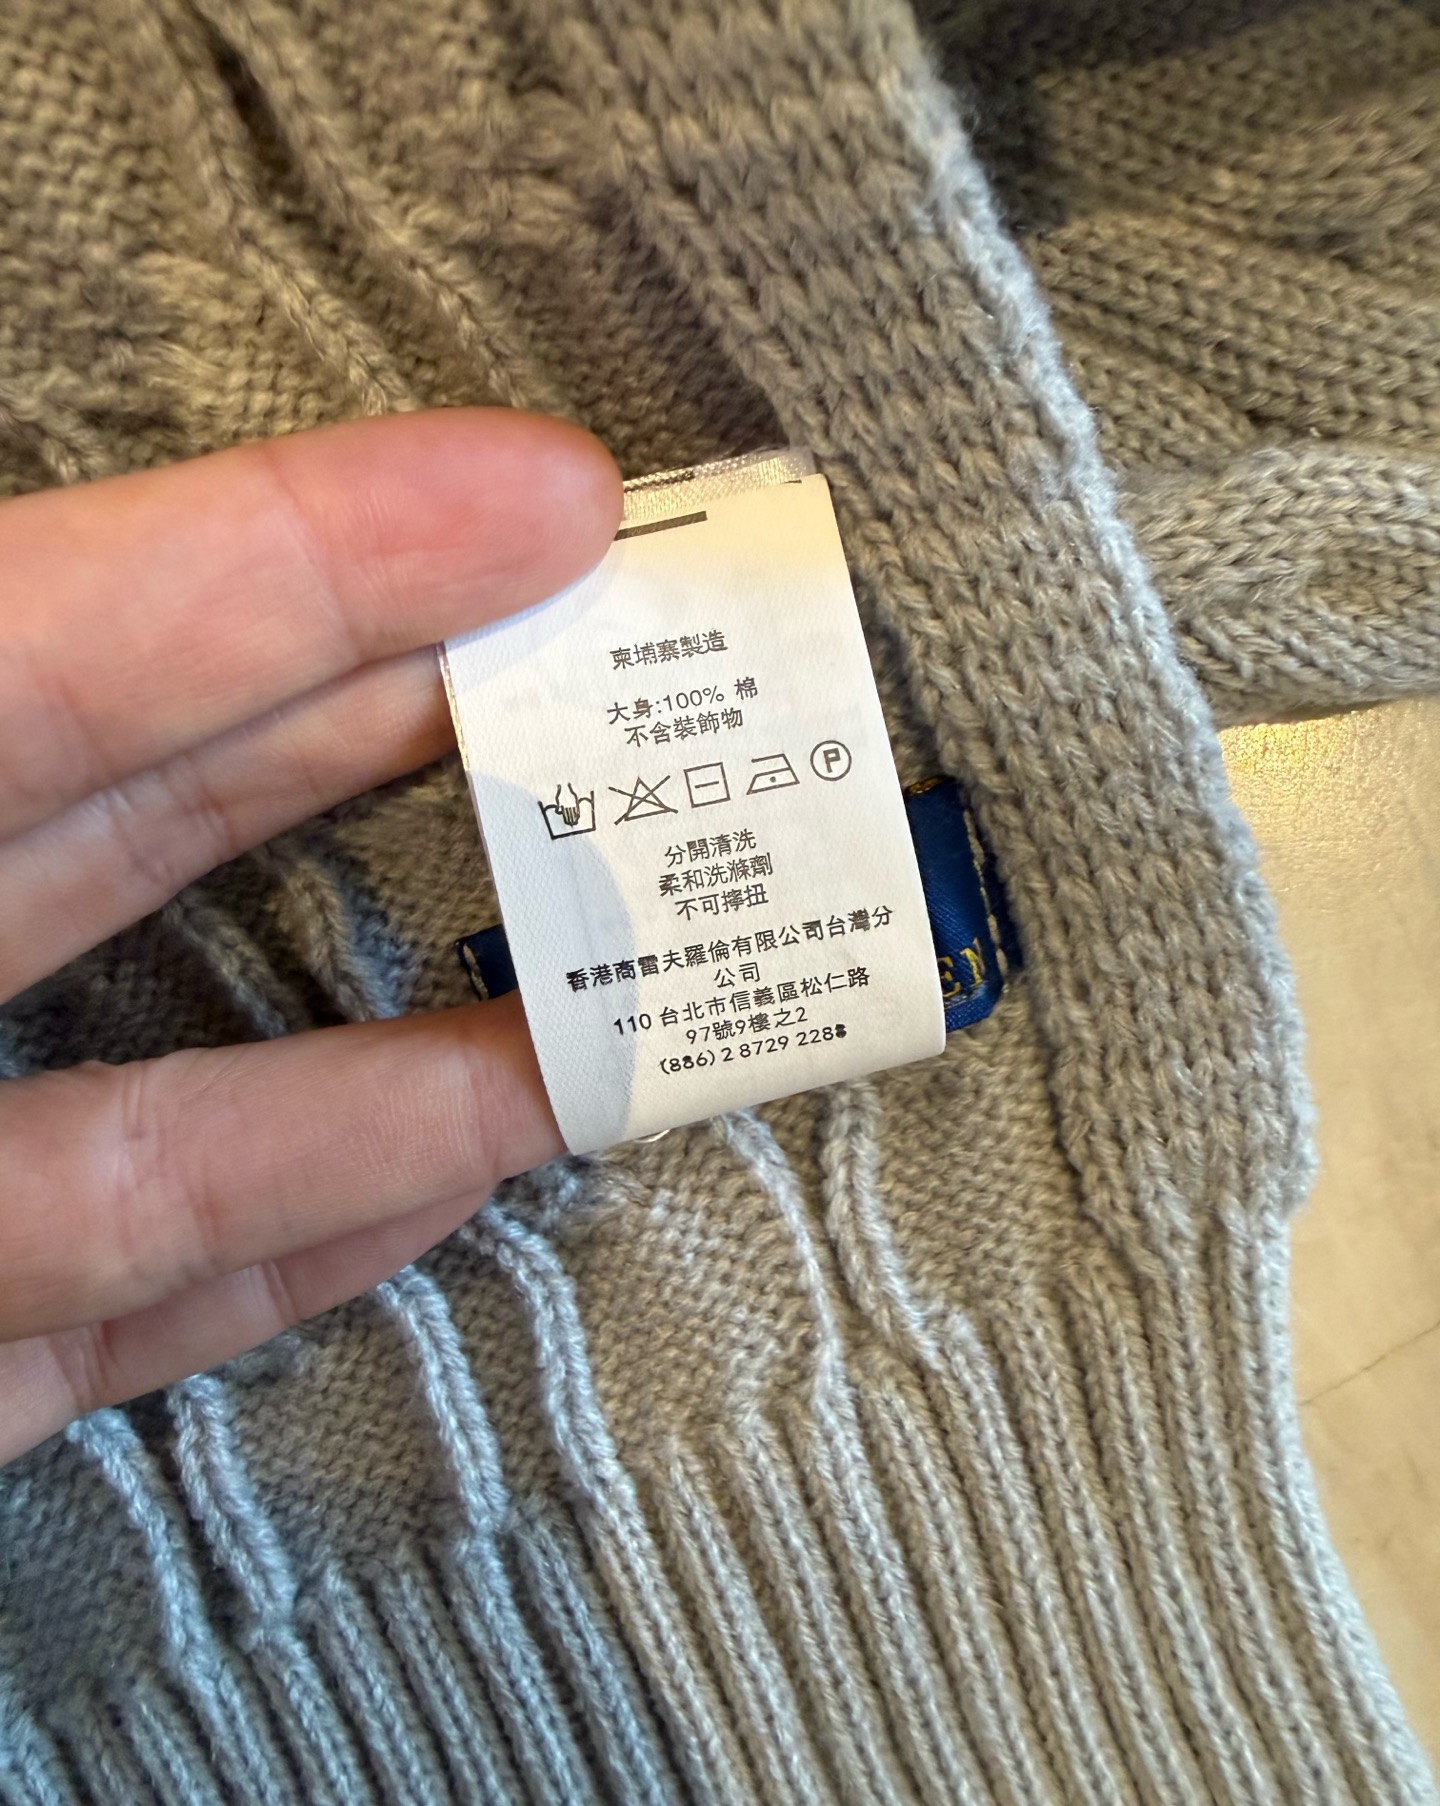 柬埔寨製造
大身:100% 棉
不含裝飾物
P
分開清洗
柔和洗滌劑
不可擰扭
香港商雷夫羅倫有限公司台灣分
公司
110 台北市信義區松仁路
97號9樓之2
(886) 2 8729 2288
EN